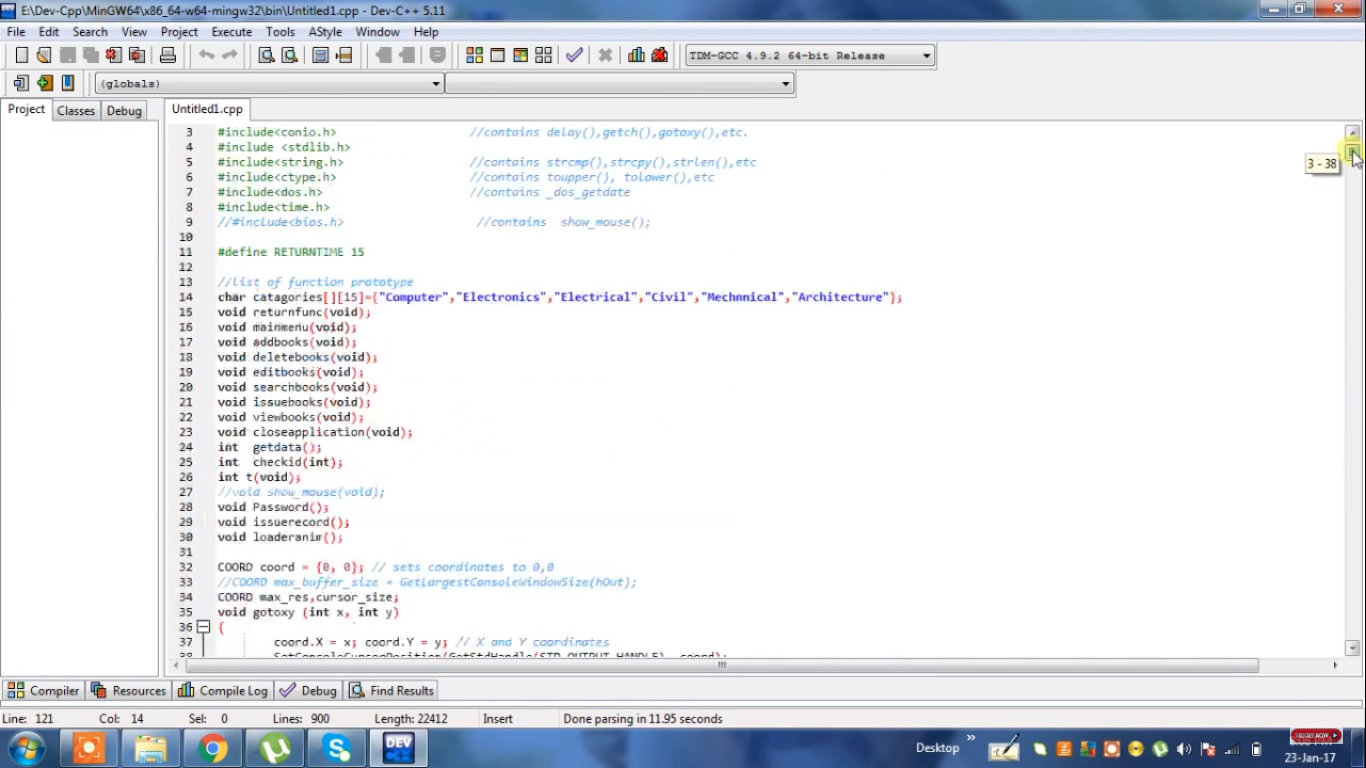 E:\Dev-Cpp\MinGW64\x86_64-w64-mingw32\bin\Untitled1.cpp - Dev-C++ 5.11
File Edit Search View Project Execute Tools AStyle Window Help
TDM-GCC 4.9.2 64-bit Release
(globals)
Project Classes Debug Untitled1.cpp
3 #include<conio.h> //contains delay(),getch(),gotoxy(),etc.
4 #include <stdlib.h>
5 #include<string.h> //contains strcmp(),strcpy(),strlen(),etc
6 #include<ctype.h> //contains toupper(), tolower(),etc
7 #include<dos.h> //contains _dos_getdate
8 #include<time.h>
9 //#include<bios.h> //contains show_mouse();
10
11 #define RETURNTIME 15
12
13 //list of function prototype
14 char catagories[][15]={"Computer","Electronics","Electrical","Civil","Mechnnical","Architecture"};
15 void returnfunc(void);
16 void mainmenu(void);
17 void addbooks(void);
18 void deletebooks(void);
19 void editbooks(void);
20 void searchbooks(void);
21 void issuebooks(void);
22 void viewbooks(void);
23 void closeapplication(void);
24 int getdata();
25 int checkid(int);
26 int t(void);
27 //void show_mouse(void);
28 void Password();
29 void issuerecord();
30 void loaderanim();
31
32 COORD coord = {0, 0}; // sets coordinates to 0,0
33 //COORD max_buffer_size = GetLargestConsoleWindowSize(hOut);
34 COORD max_res,cursor_size;
35 void gotoxy (int x, int y)
36 {
37 coord.X = x; coord.Y = y; // X and Y coordinates
38 SetConsoleCursorPosition(GetStdHandle(STD_OUTPUT_HANDLE), coord);
3 - 38
Compiler Resources Compile Log Debug Find Results
Line: 121 Col: 14 Sel: 0 Lines: 900 Length: 22412 Insert Done parsing in 11.95 seconds
DEV
Desktop
SUBSCRIBE NOW
23-Jan-17